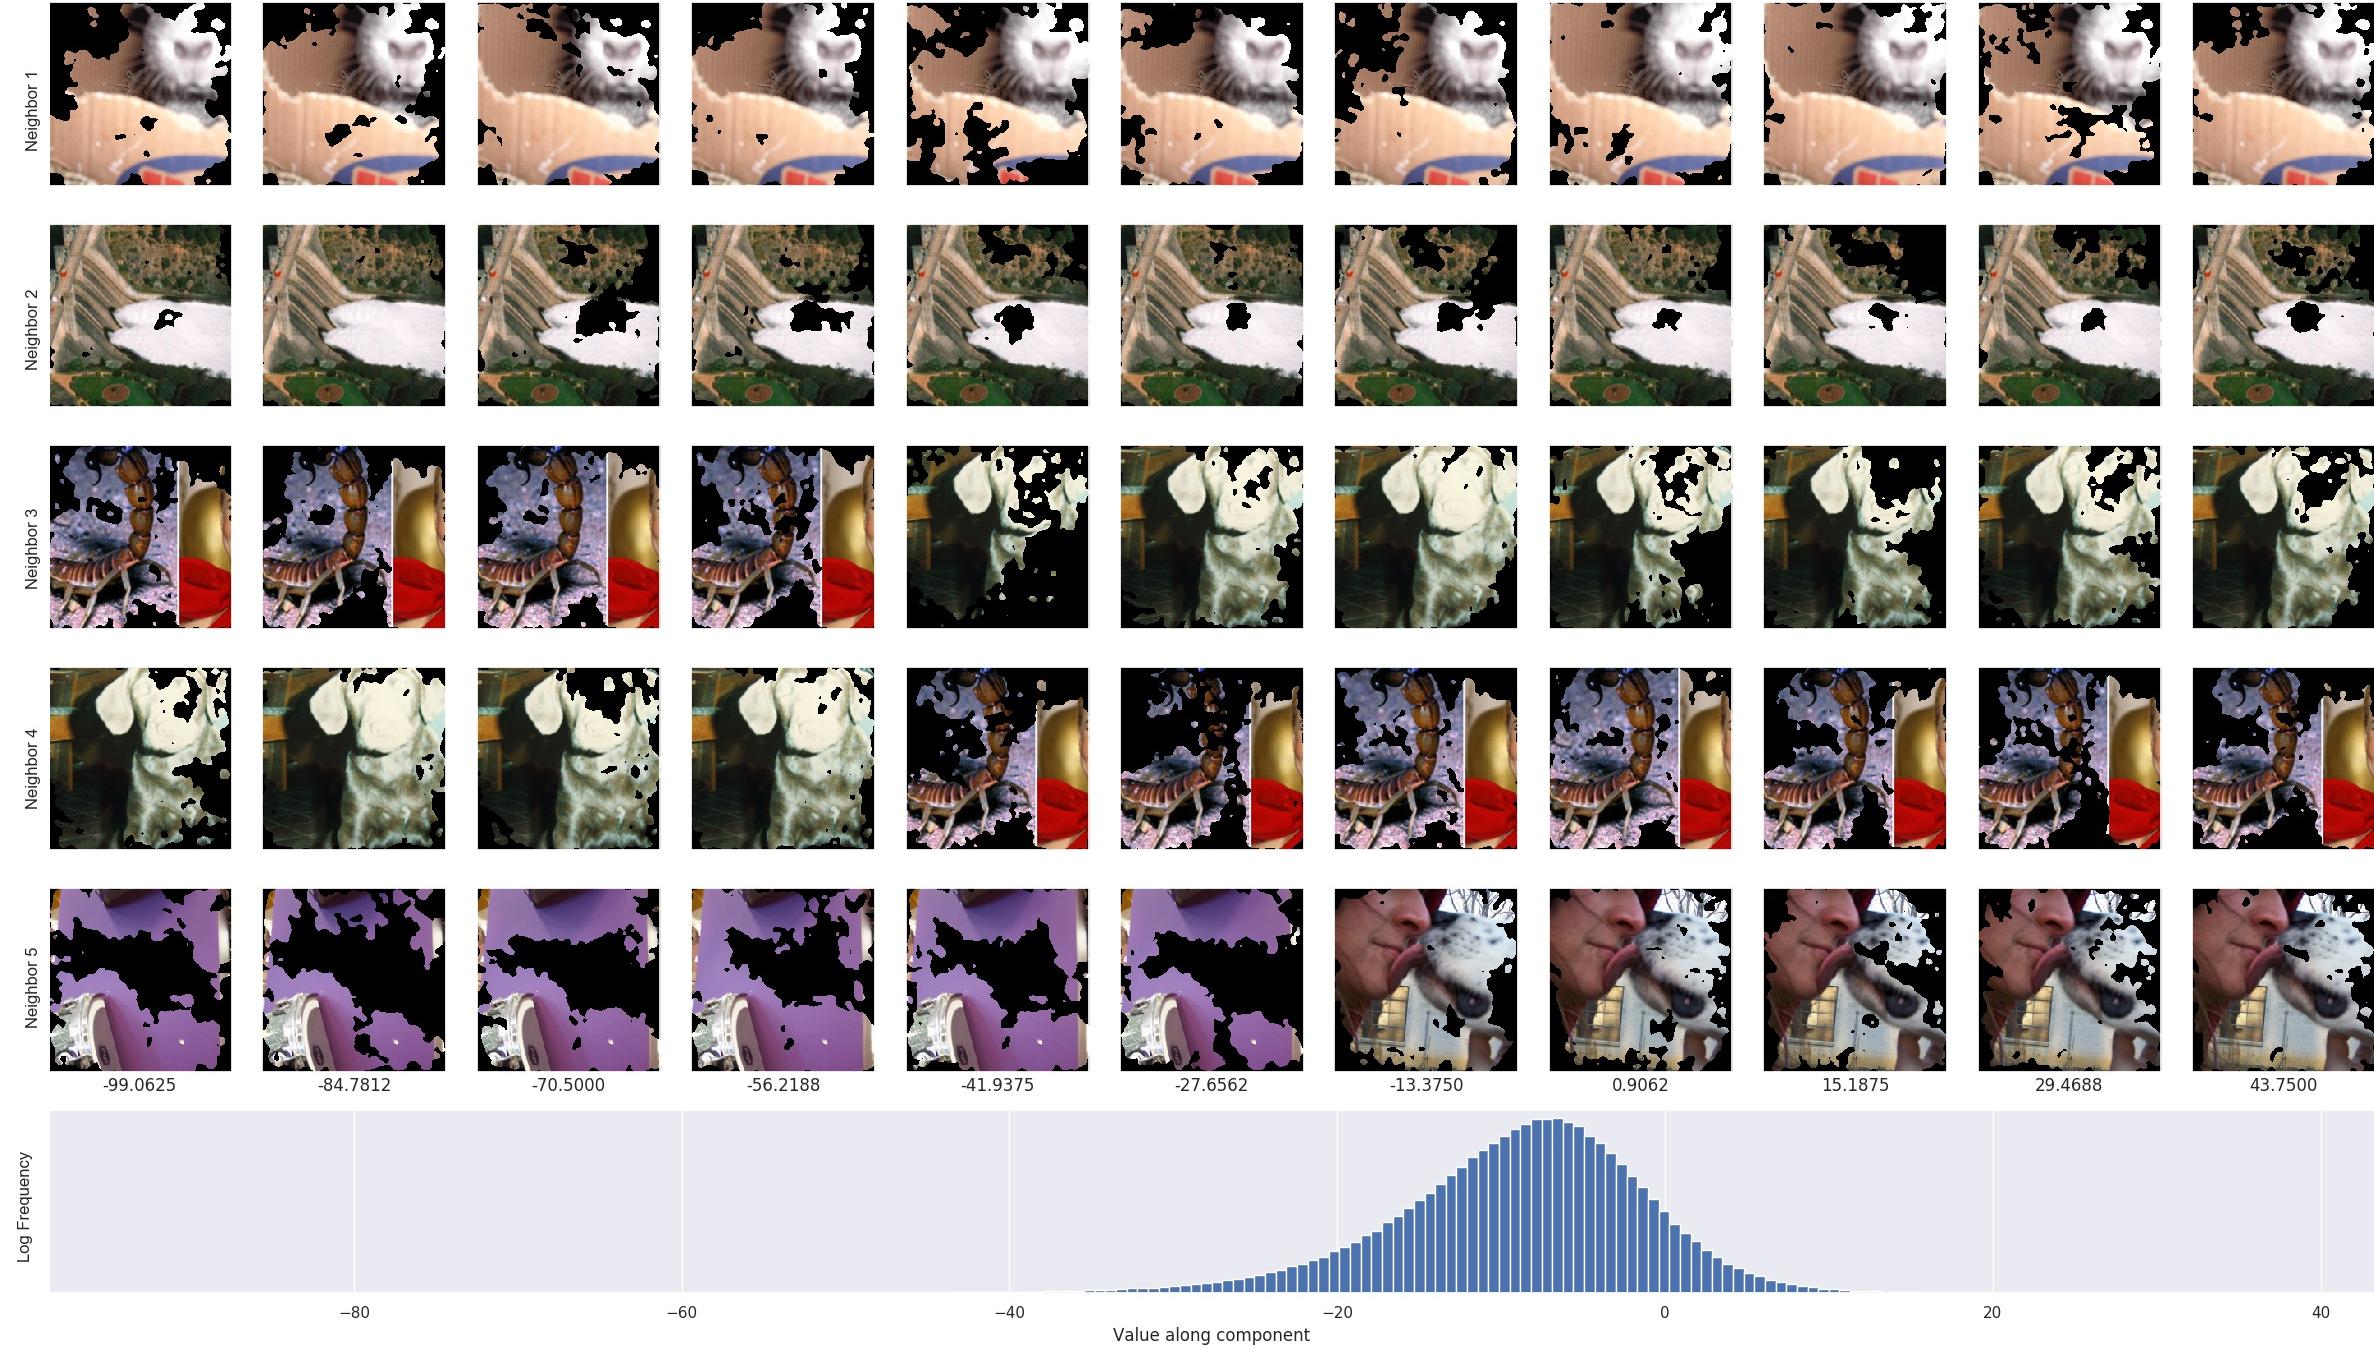 Neighbor 1
Neighbor 2
Neighbor 3
Neighbor 4
Neighbor 5
-99.0625 -84.7812 -70.5000 -56.2188 -41.9375 -27.6562 -13.3750 0.9062 15.1875 29.4688 43.7500
Log Frequency
−80 −60 −40 −20 0 20 40
Value along component